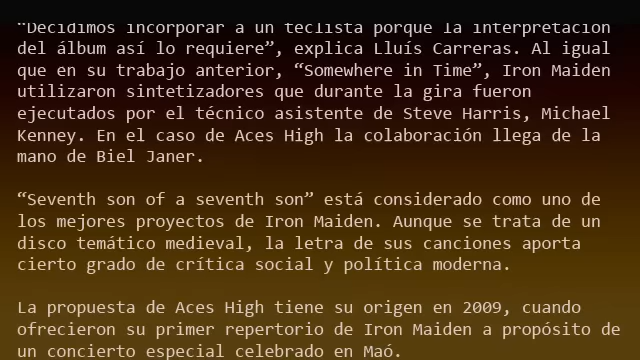 “Decidimos incorporar a un teclista porque la interpretación
del álbum así lo requiere”, explica Lluís Carreras. Al igual
que en su trabajo anterior, “Somewhere in Time”, Iron Maiden
utilizaron sintetizadores que durante la gira fueron
ejecutados por el técnico asistente de Steve Harris, Michael
Kenney. En el caso de Aces High la colaboración llega de la
mano de Biel Janer.
“Seventh son of a seventh son” está considerado como uno de
los mejores proyectos de Iron Maiden. Aunque se trata de un
disco temático medieval, la letra de sus canciones aporta
cierto grado de crítica social y política moderna.
La propuesta de Aces High tiene su origen en 2009, cuando
ofrecieron su primer repertorio de Iron Maiden a propósito de
un concierto especial celebrado en Maó.